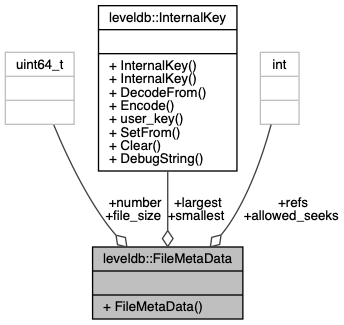 leveldb::InternalKey
+ InternalKey()
+ InternalKey()
+ DecodeFrom()
+ Encode()
+ user_key()
+ SetFrom()
+ Clear()
+ DebugString()
uint64_t
int
+number
+file_size
+largest
+smallest
+refs
+allowed_seeks
leveldb::FileMetaData
+ FileMetaData()